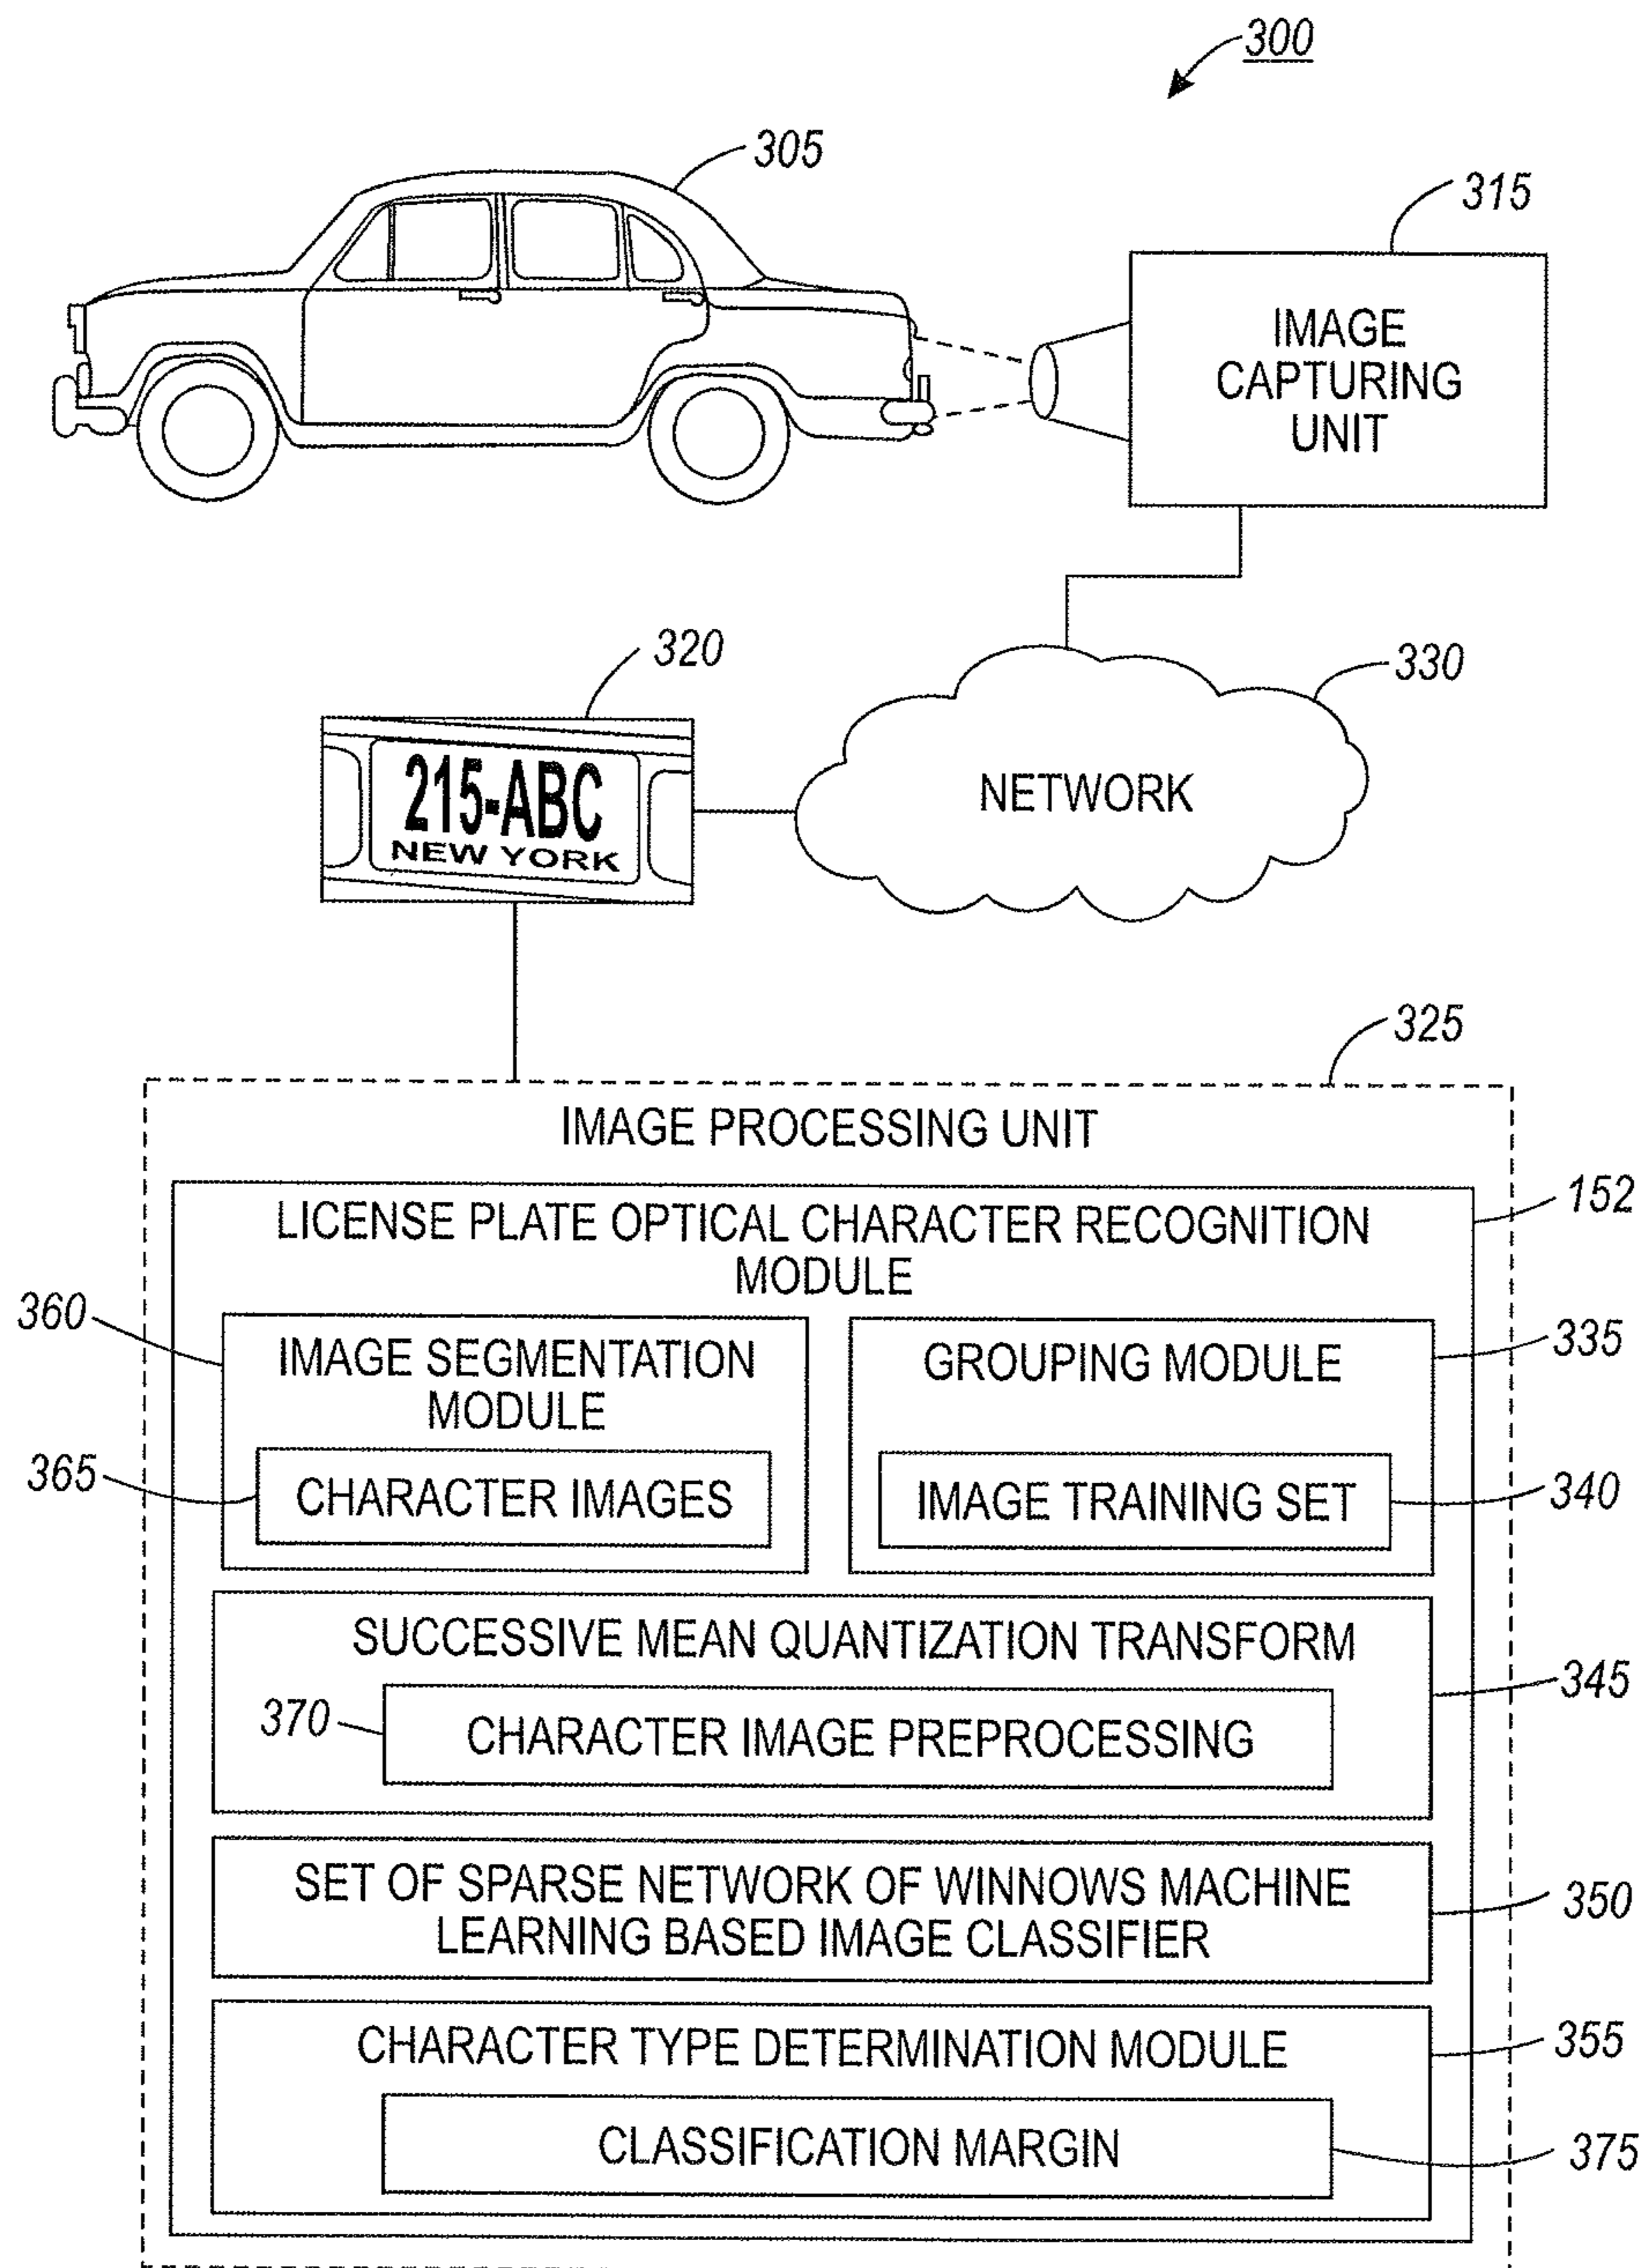 300
305
315
IMAGE
CAPTURING
UNIT
320
330
215-ABC
NEW YORK
NETWORK
325
IMAGE PROCESSING UNIT
152
LICENSE PLATE OPTICAL CHARACTER RECOGNITION
MODULE
360
IMAGE SEGMENTATION
MODULE
365
CHARACTER IMAGES
335
GROUPING MODULE
340
IMAGE TRAINING SET
345
SUCCESSIVE MEAN QUANTIZATION TRANSFORM
370
CHARACTER IMAGE PREPROCESSING
350
SET OF SPARSE NETWORK OF WINNOWS MACHINE
LEARNING BASED IMAGE CLASSIFIER
355
CHARACTER TYPE DETERMINATION MODULE
CLASSIFICATION MARGIN
375